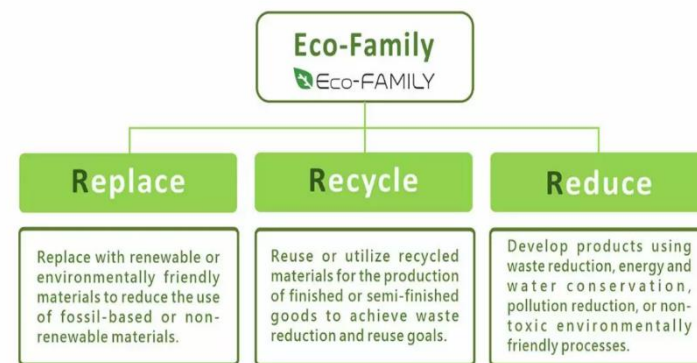 Eco-Family
Eco-FAMILY
Replace
Recycle
Reduce
Replace with renewable or
environmentally friendly
materials to reduce the use
of fossil-based or non-
renewable materials.
Reuse or utilize recycled
materials for the production
of finished or semi-finished
goods to achieve waste
reduction and reuse goals.
Develop products using
waste reduction, energy and
water conservation,
pollution reduction, or non-
toxic environmentally
friendly processes.